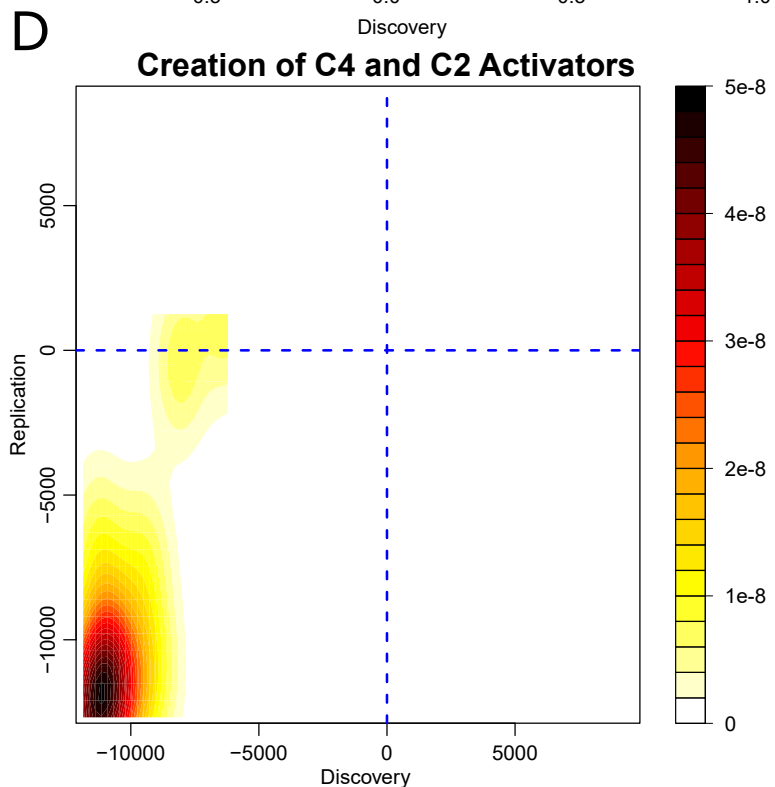 Discovery
D
Creation of C4 and C2 Activators
5e-8
4e-8
3e-8
2e-8
1e-8
0
5000
0
−5000
−10000
Replication
−10000 −5000 0 5000
Discovery